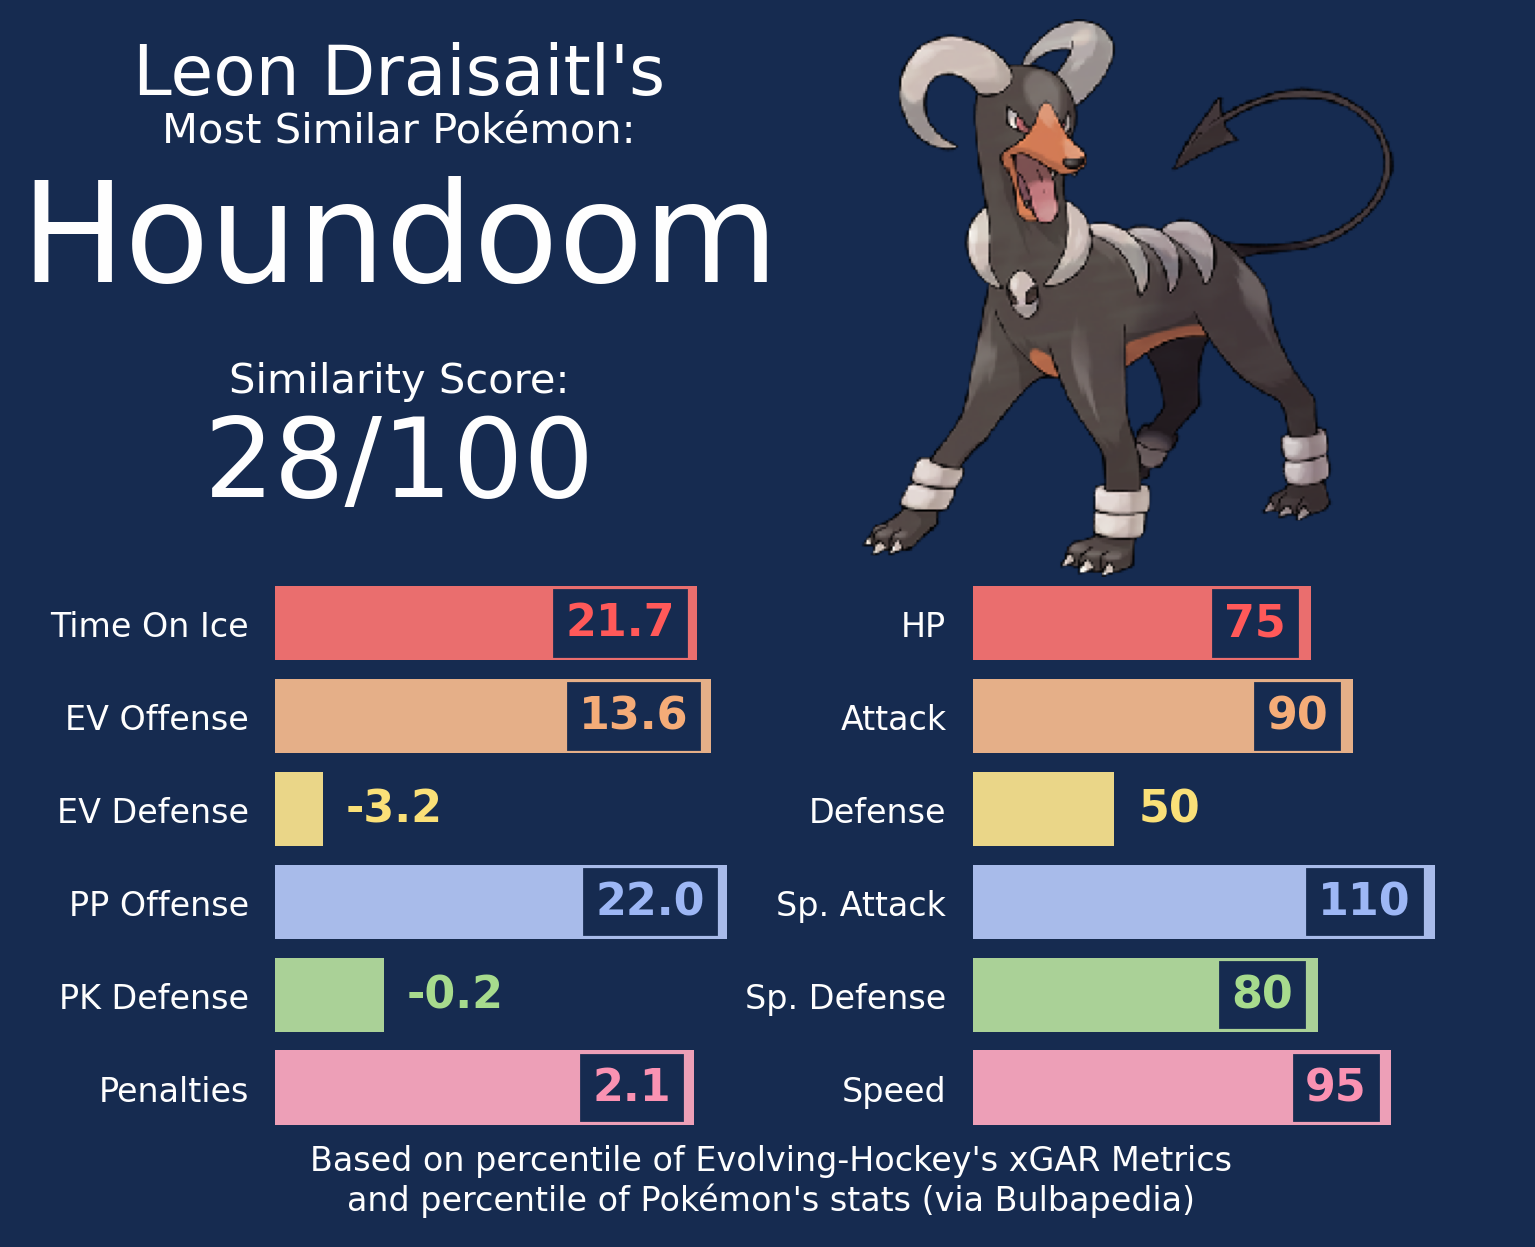 Leon Draisaitl's
Most Similar Pokémon:
Houndoom
Similarity Score:
28/100
Time On Ice 21.7
EV Offense 13.6
EV Defense -3.2
PP Offense 22.0
PK Defense -0.2
Penalties 2.1
HP 75
Attack 90
Defense 50
Sp. Attack 110
Sp. Defense 80
Speed 95
Based on percentile of Evolving-Hockey's xGAR Metrics
and percentile of Pokémon's stats (via Bulbapedia)